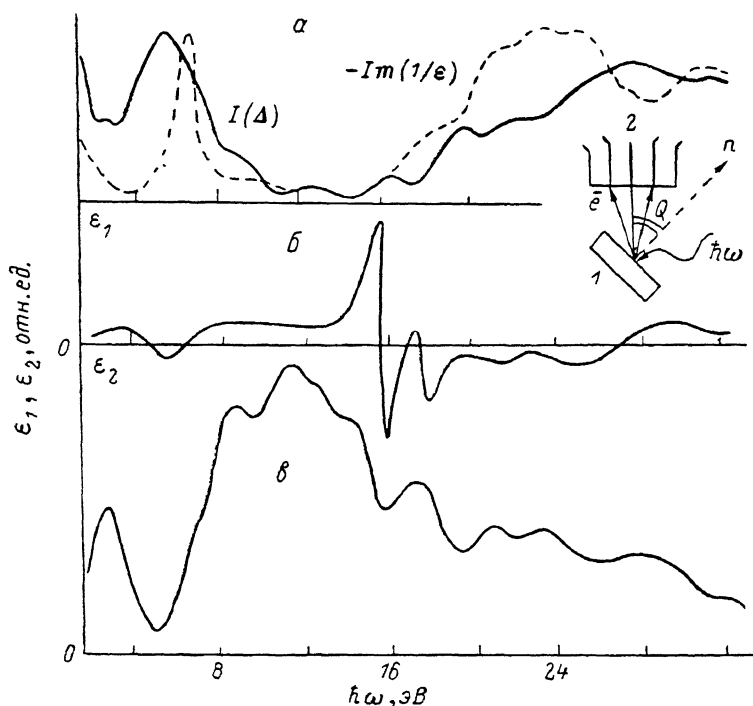 а
-Im(1/ε)
I(Δ)
2
n
ē
Q
1
ħω
ε₁
б
0
ε₂
ε₁, ε₂, отн.ед.
в
0
8
16
24
ħω, эВ